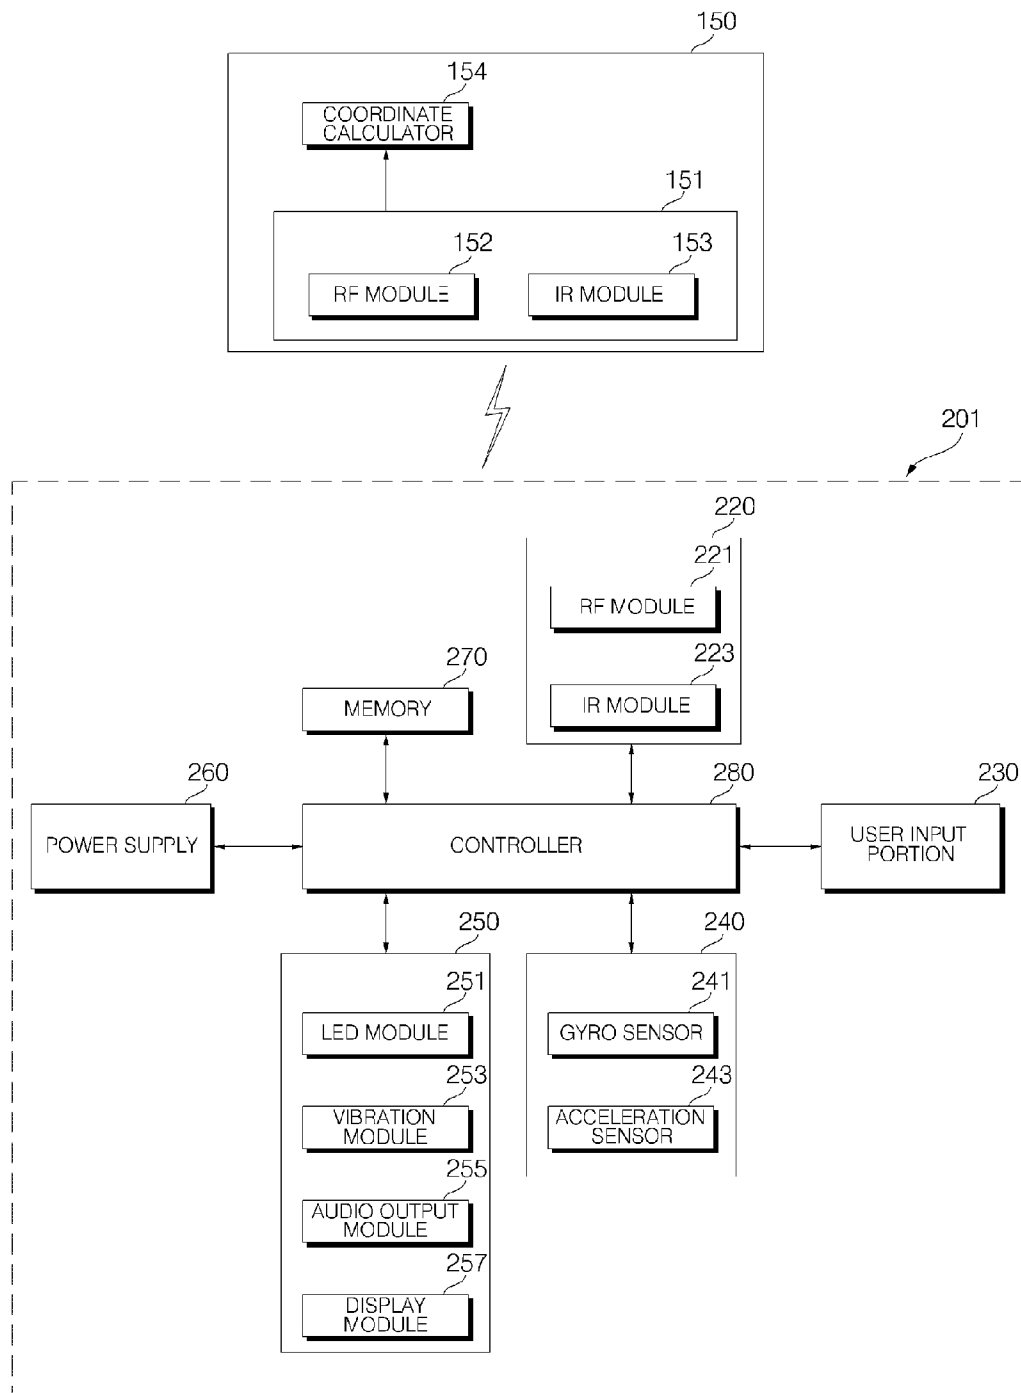 150
154
COORDINATE
CALCULATOR
151
152
153
RF MODULE
IR MODULE
201
220
221
RF MODULE
270
223
MEMORY
IR MODULE
260
280
230
POWER SUPPLY
CONTROLLER
USER INPUT
PORTION
250
240
251
241
LED MODULE
GYRO SENSOR
253
243
VIBRATION
MODULE
ACCELERATION
SENSOR
255
AUDIO OUTPUT
MODULE
257
DISPLAY
MODULE